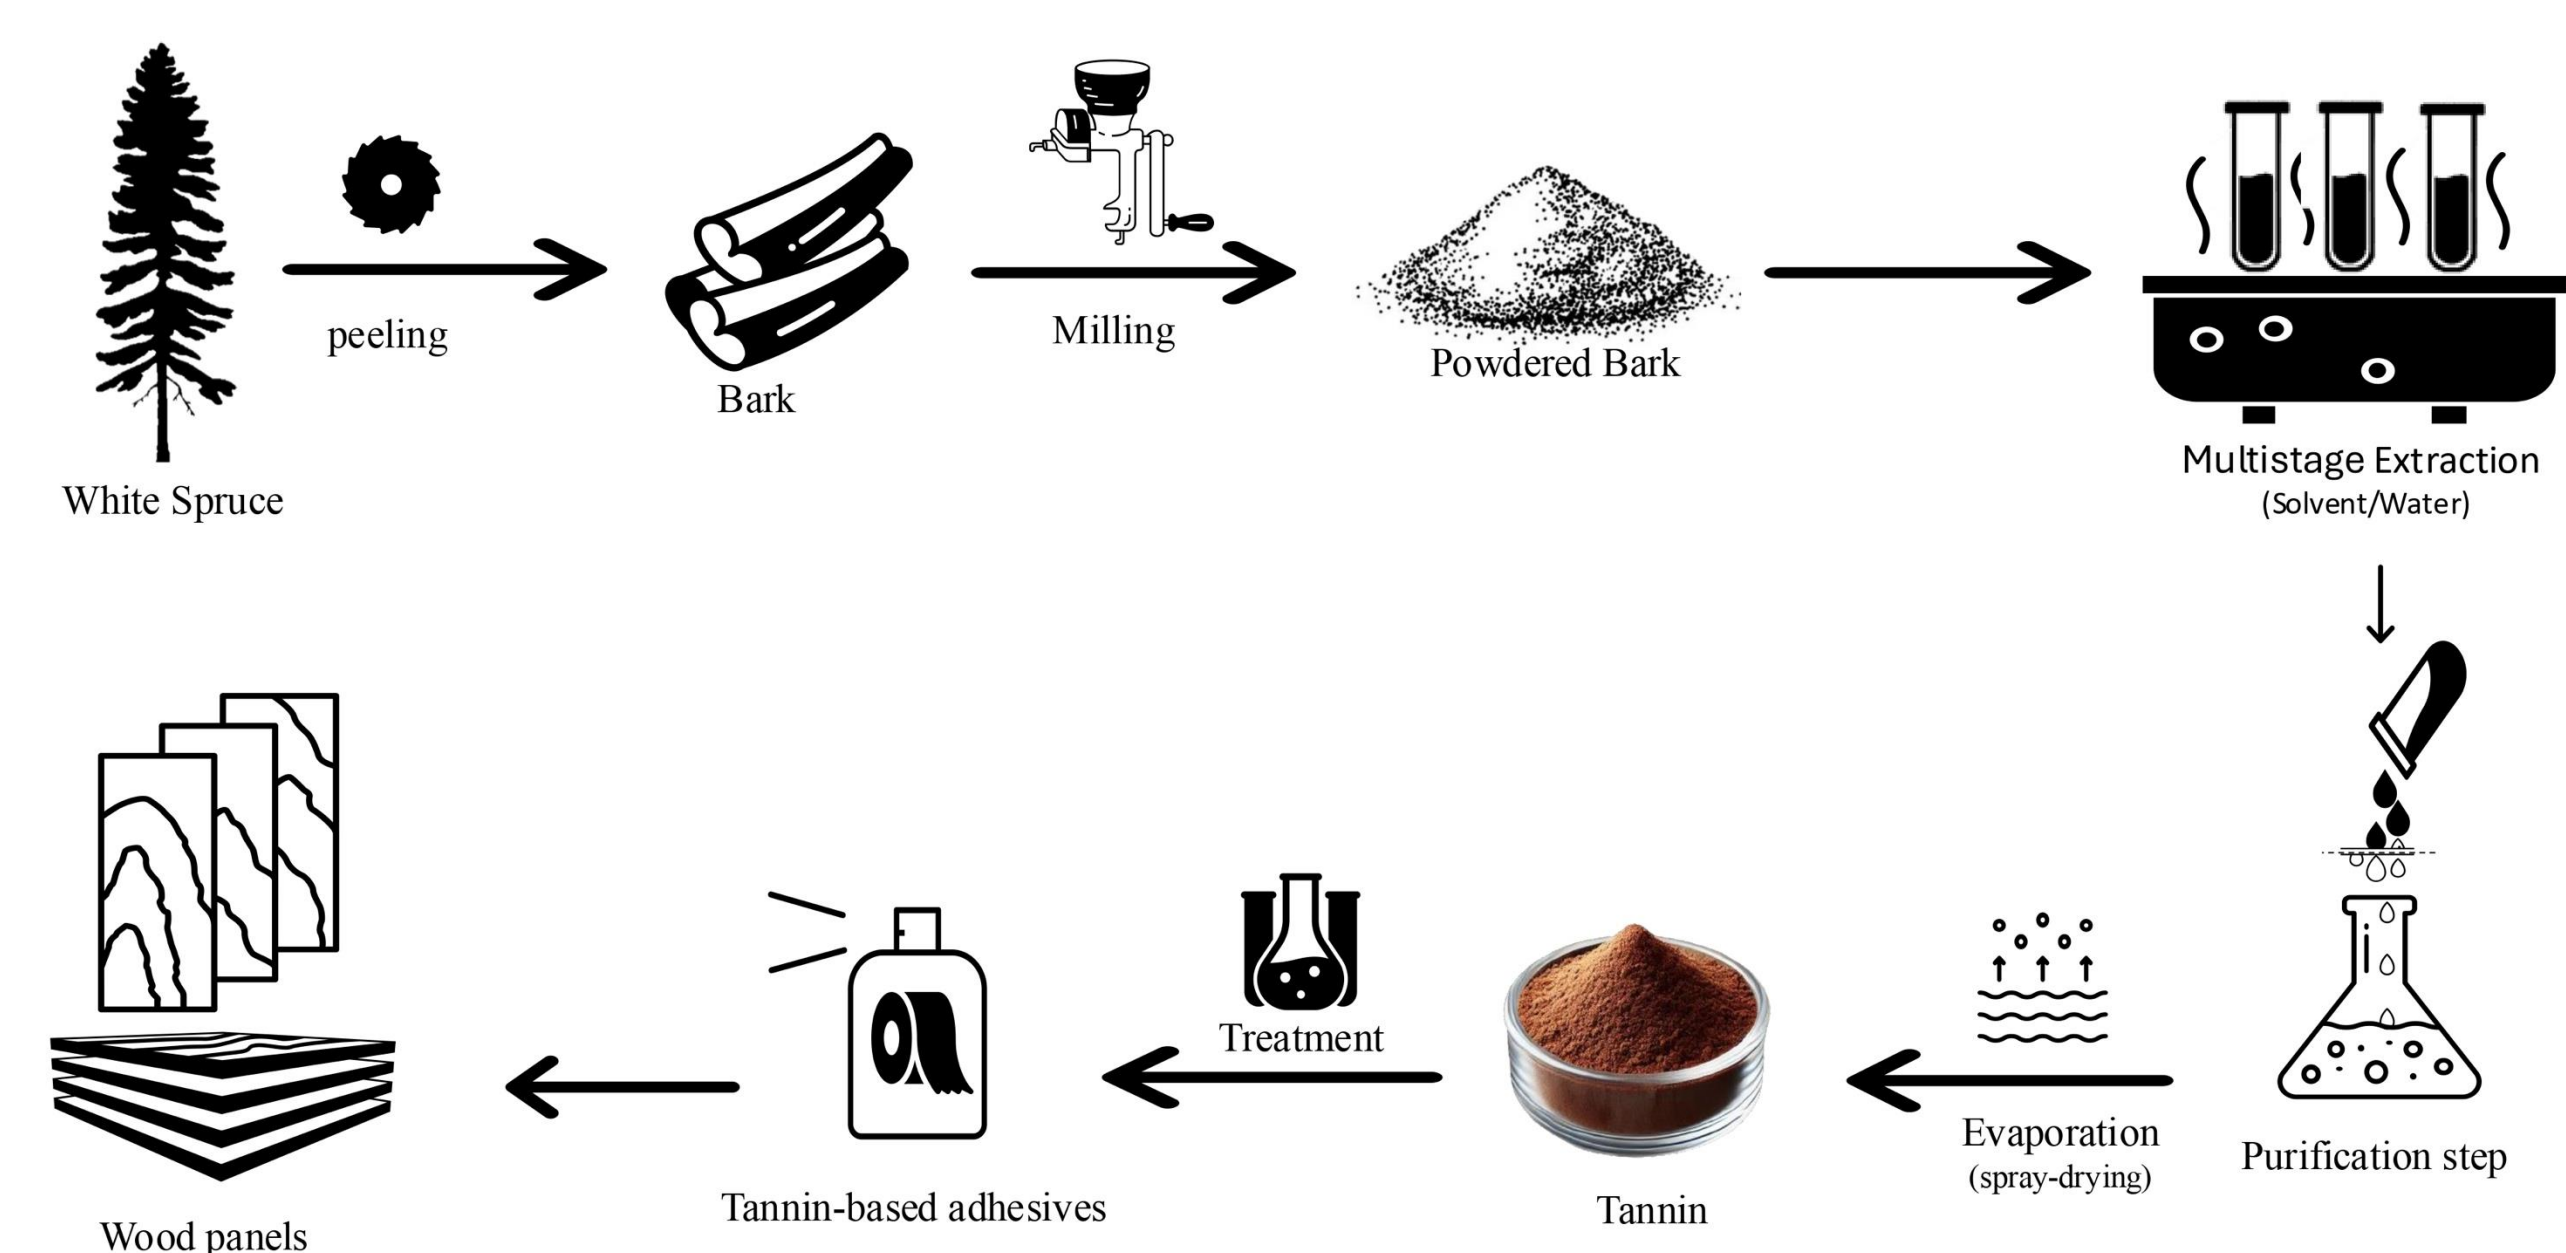 White Spruce
peeling
Bark
Milling
Powdered Bark
Multistage Extraction
(Solvent/Water)
Purification step
Evaporation
(spray-drying)
Tannin
Treatment
Tannin-based adhesives
Wood panels